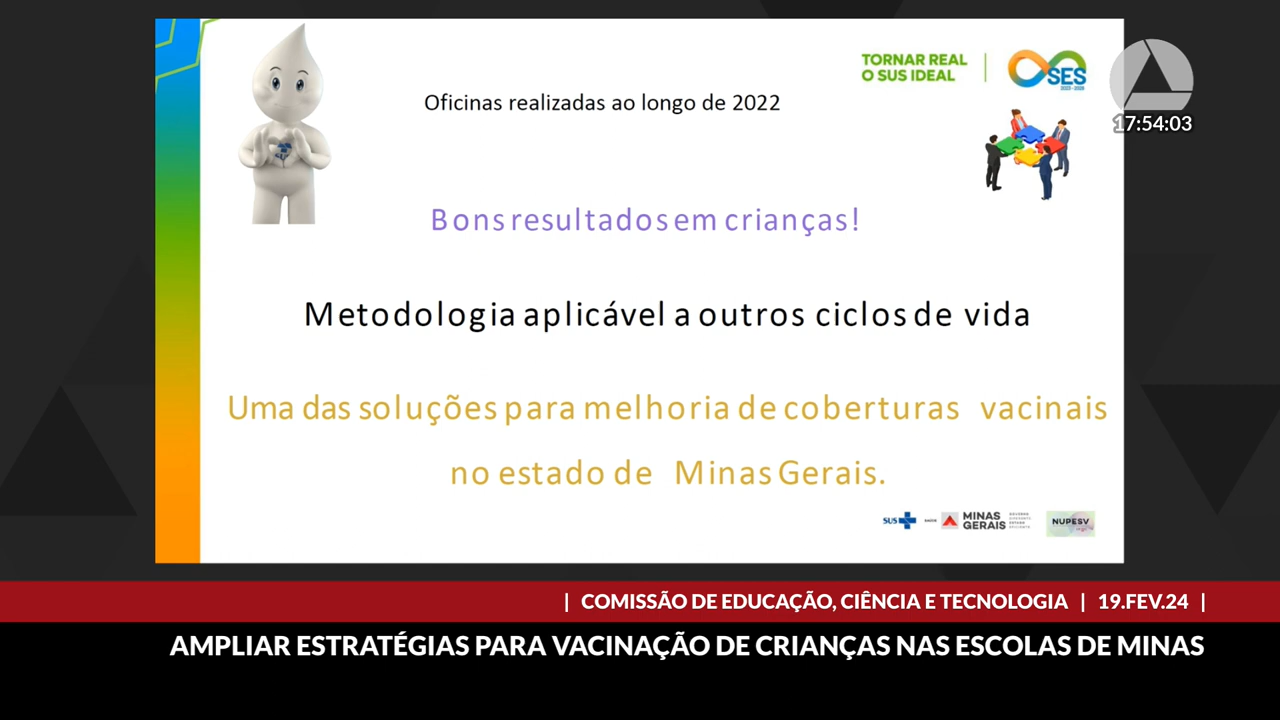 TORNAR REAL
O SUS IDEAL
SES
17:54:03
Oficinas realizadas ao longo de 2022
Bons resultados em crianças!
Metodologia aplicável a outros ciclos de vida
Uma das soluções para melhoria de coberturas vacinais
no estado de Minas Gerais.
SUS
MINAS
GERAIS
NUPESV
| COMISSÃO DE EDUCAÇÃO, CIÊNCIA E TECNOLOGIA | 19.FEV.24 |
AMPLIAR ESTRATÉGIAS PARA VACINAÇÃO DE CRIANÇAS NAS ESCOLAS DE MINAS